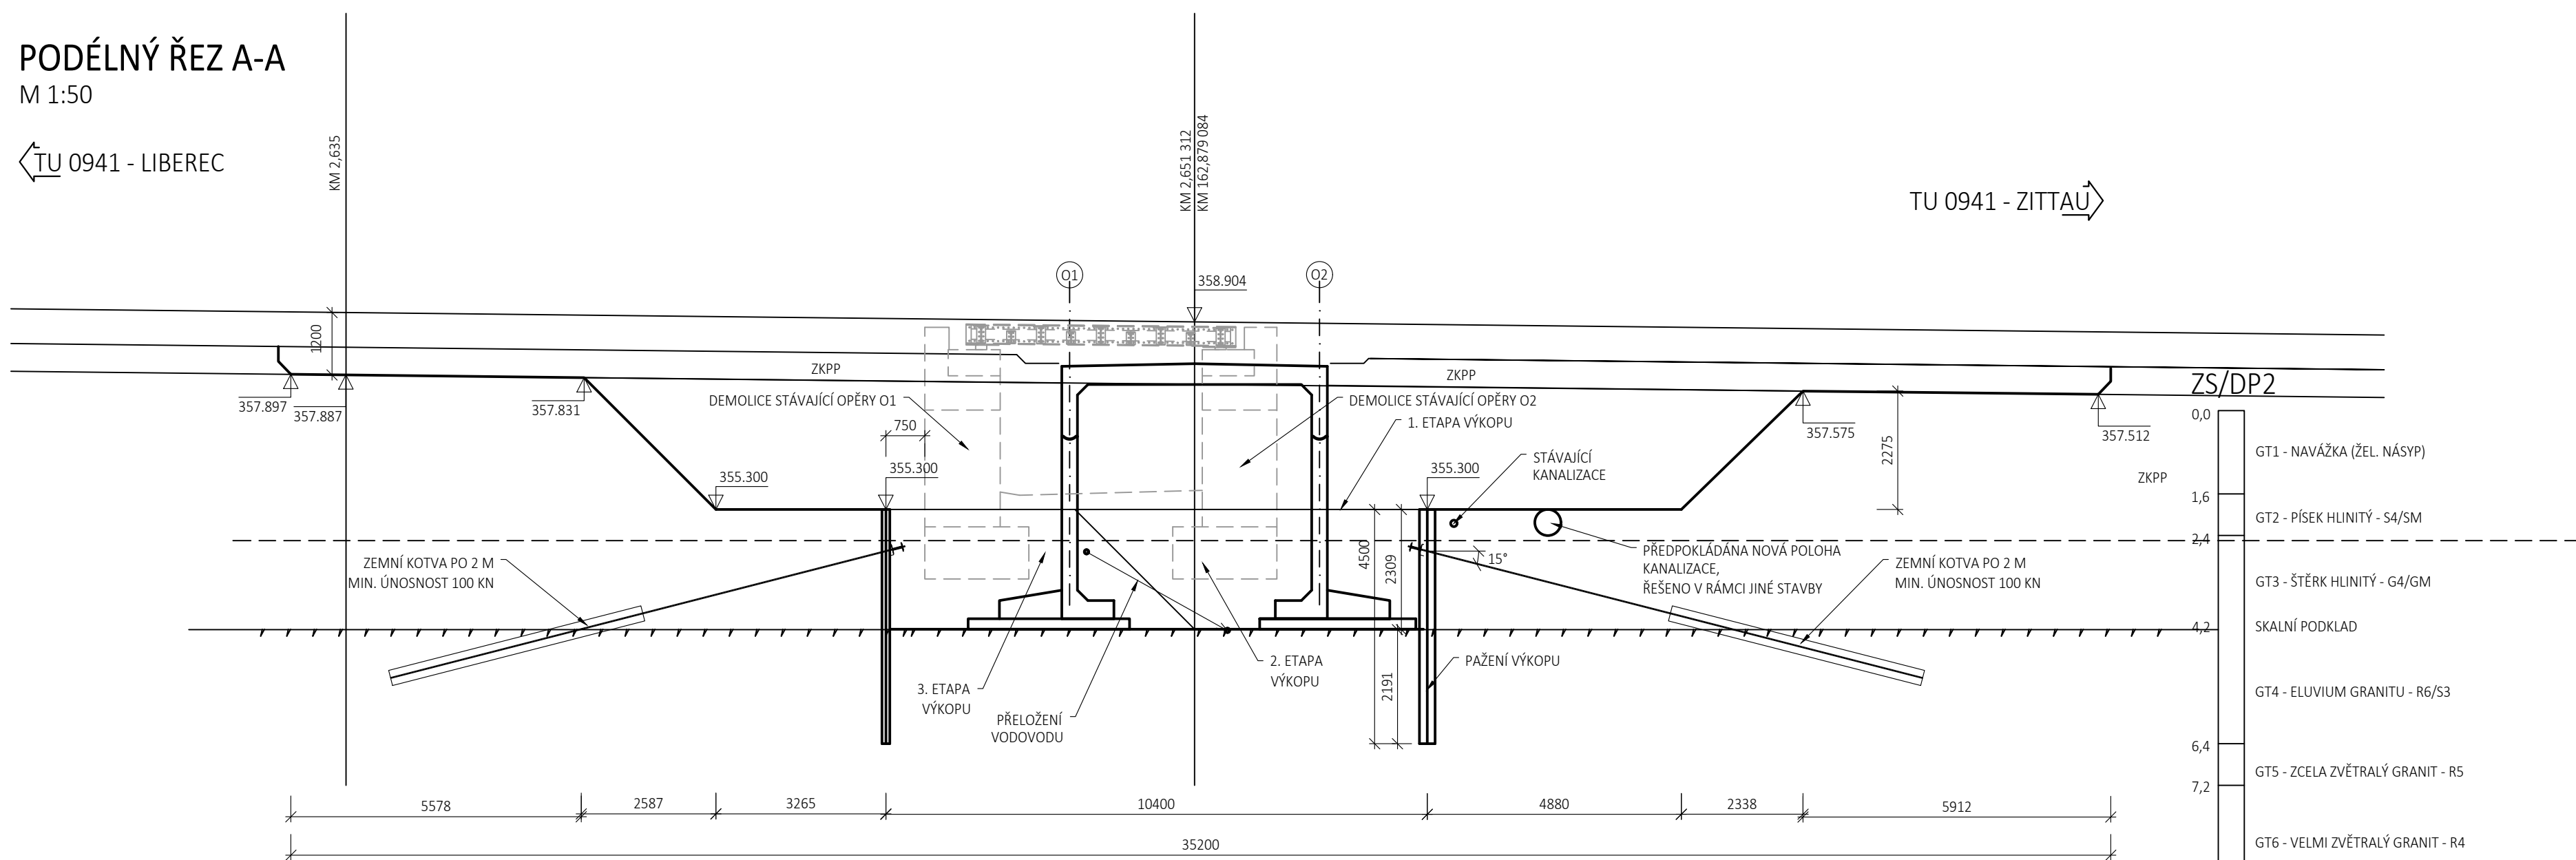 PODÉLNÝ ŘEZ A-A
M 1:50
TU 0941 - LIBEREC
KM 2,635
KM 2,651 312
KM 162,879 084
TU 0941 - ZITTAU
O1
O2
358.904
1200
ZKPP
ZKPP
ZS/DP2
357.897
357.887
357.831
DEMOLICE STÁVAJÍCÍ OPĚRY O1
DEMOLICE STÁVAJÍCÍ OPĚRY O2
1. ETAPA VÝKOPU
750
357.575
357.512
2275
0,0
GT1 - NAVÁŽKA (ŽEL. NÁSYP)
355.300
355.300
355.300
STÁVAJÍCÍ
KANALIZACE
ZKPP
1,6
GT2 - PÍSEK HLINITÝ - S4/SM
2,4
ZEMNÍ KOTVA PO 2 M
MIN. ÚNOSNOST 100 KN
4500
2309
15°
PŘEDPOKLÁDÁNA NOVÁ POLOHA
KANALIZACE,
ŘEŠENO V RÁMCI JINÉ STAVBY
ZEMNÍ KOTVA PO 2 M
MIN. ÚNOSNOST 100 KN
GT3 - ŠTĚRK HLINITÝ - G4/GM
SKALNÍ PODKLAD
4,2
3. ETAPA
VÝKOPU
PŘELOŽENÍ
VODOVODU
2. ETAPA
VÝKOPU
2191
PAŽENÍ VÝKOPU
GT4 - ELUVIUM GRANITU - R6/S3
6,4
GT5 - ZCELA ZVĚTRALÝ GRANIT - R5
7,2
5578
2587
3265
10400
4880
2338
5912
35200
GT6 - VELMI ZVĚTRALÝ GRANIT - R4